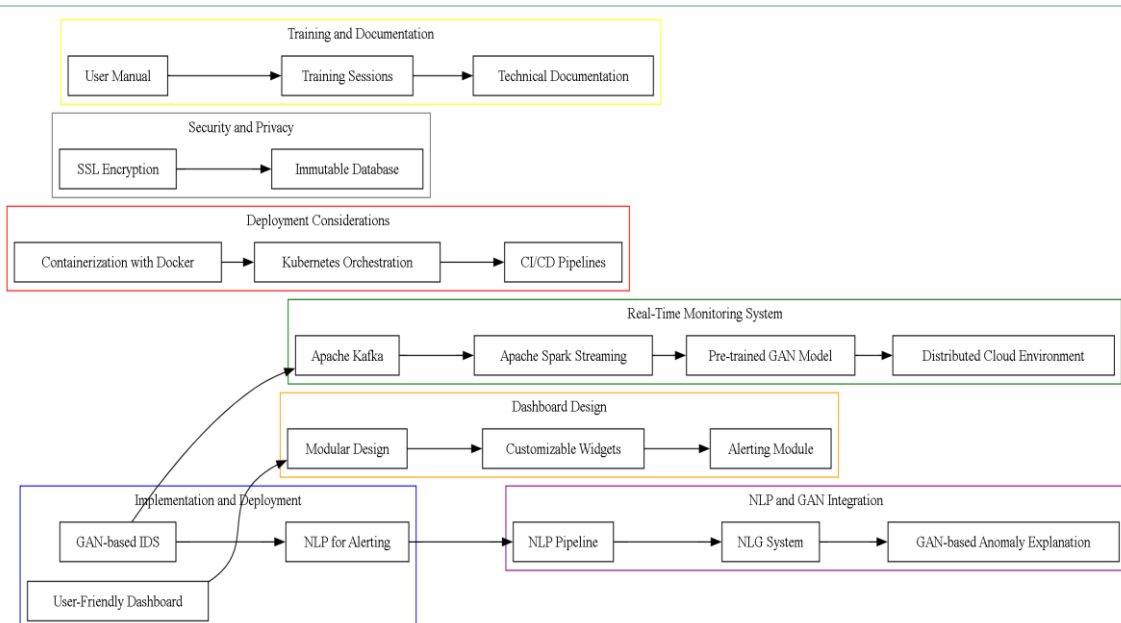 Training and Documentation
User Manual
Training Sessions
Technical Documentation
Security and Privacy
SSL Encryption
Immutable Database
Deployment Considerations
Containerization with Docker
Kubernetes Orchestration
CI/CD Pipelines
Real-Time Monitoring System
Apache Kafka
Apache Spark Streaming
Pre-trained GAN Model
Distributed Cloud Environment
Dashboard Design
Modular Design
Customizable Widgets
Alerting Module
Implementation and Deployment
GAN-based IDS
NLP for Alerting
User-Friendly Dashboard
NLP and GAN Integration
NLP Pipeline
NLG System
GAN-based Anomaly Explanation